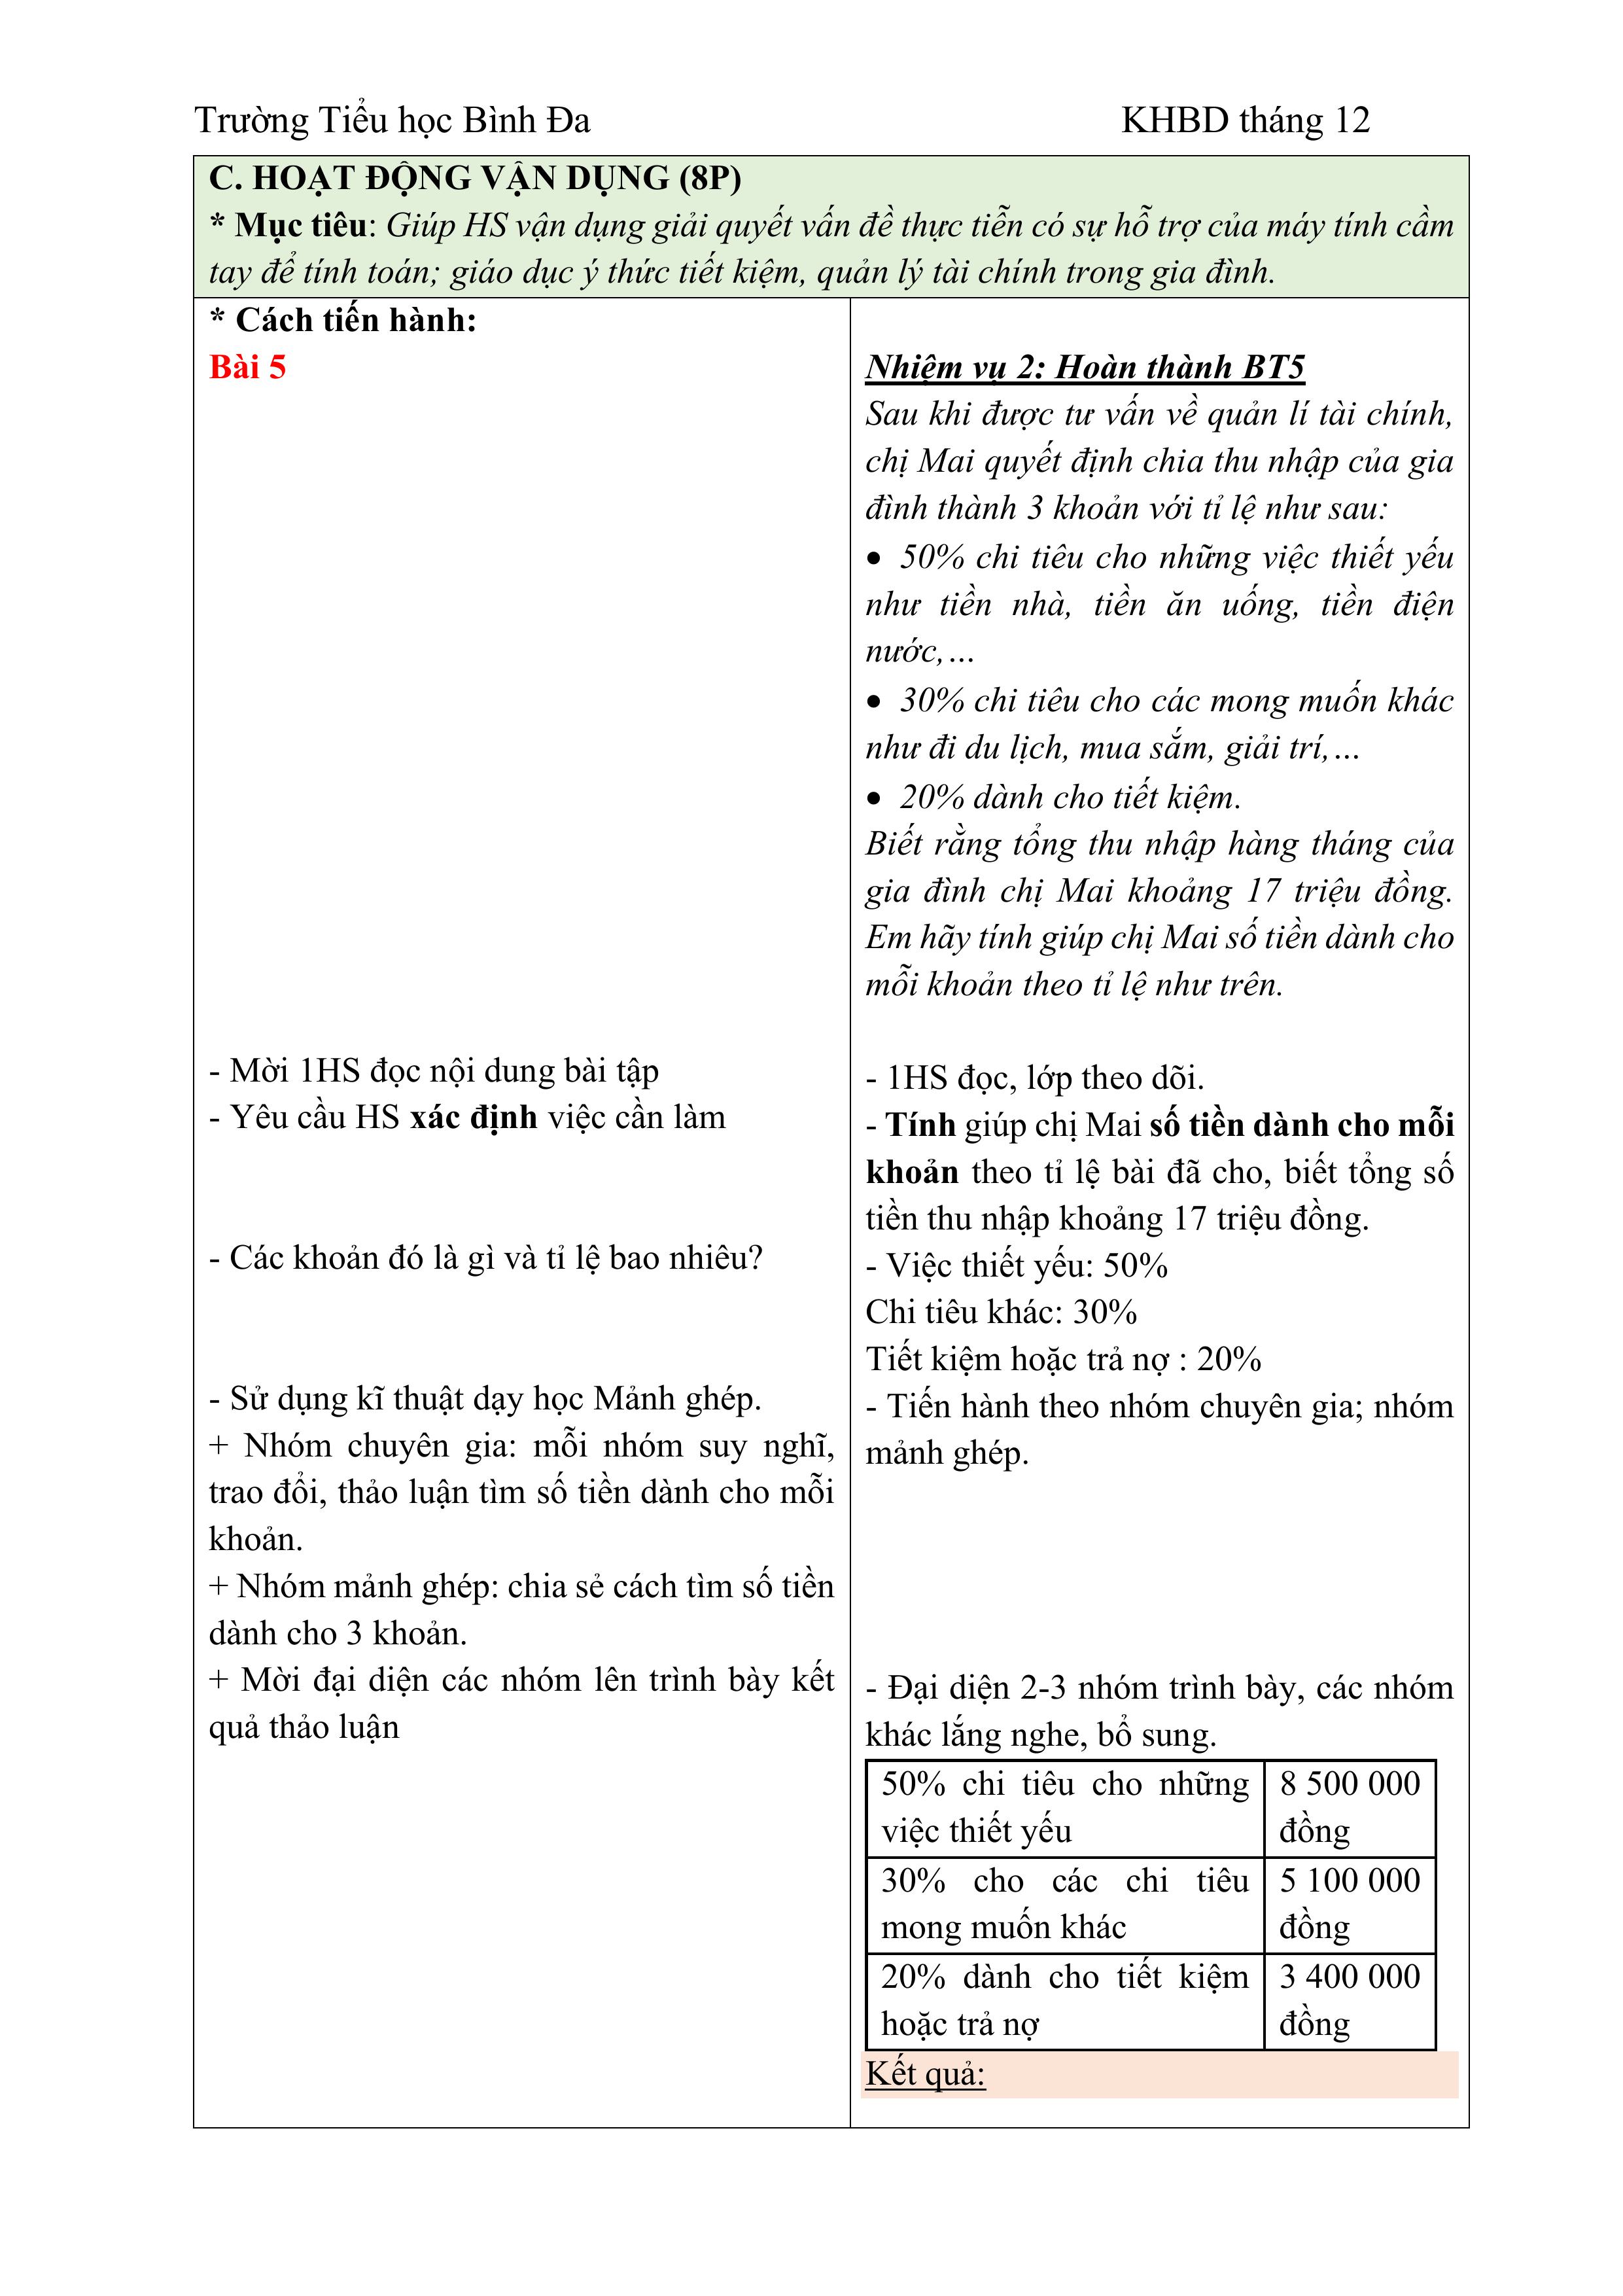 Trường Tiểu học Bình Đa KHBD tháng 12
C. HOẠT ĐỘNG VẬN DỤNG (8P)
* Mục tiêu: Giúp HS vận dụng giải quyết vấn đề thực tiễn có sự hỗ trợ của máy tính cầm
tay để tính toán; giáo dục ý thức tiết kiệm, quản lý tài chính trong gia đình.
* Cách tiến hành:
Bài 5
- Mời 1HS đọc nội dung bài tập
- Yêu cầu HS xác định việc cần làm
- Các khoản đó là gì và tỉ lệ bao nhiêu?
- Sử dụng kĩ thuật dạy học Mảnh ghép.
+ Nhóm chuyên gia: mỗi nhóm suy nghĩ,
trao đổi, thảo luận tìm số tiền dành cho mỗi
khoản.
+ Nhóm mảnh ghép: chia sẻ cách tìm số tiền
dành cho 3 khoản.
+ Mời đại diện các nhóm lên trình bày kết
quả thảo luận
Nhiệm vụ 2: Hoàn thành BT5
Sau khi được tư vấn về quản lí tài chính,
chị Mai quyết định chia thu nhập của gia
đình thành 3 khoản với tỉ lệ như sau:
• 50% chi tiêu cho những việc thiết yếu
như tiền nhà, tiền ăn uống, tiền điện
nước,…
• 30% chi tiêu cho các mong muốn khác
như đi du lịch, mua sắm, giải trí,…
• 20% dành cho tiết kiệm.
Biết rằng tổng thu nhập hàng tháng của
gia đình chị Mai khoảng 17 triệu đồng.
Em hãy tính giúp chị Mai số tiền dành cho
mỗi khoản theo tỉ lệ như trên.
- 1HS đọc, lớp theo dõi.
- Tính giúp chị Mai số tiền dành cho mỗi
khoản theo tỉ lệ bài đã cho, biết tổng số
tiền thu nhập khoảng 17 triệu đồng.
- Việc thiết yếu: 50%
Chi tiêu khác: 30%
Tiết kiệm hoặc trả nợ : 20%
- Tiến hành theo nhóm chuyên gia; nhóm
mảnh ghép.
- Đại diện 2-3 nhóm trình bày, các nhóm
khác lắng nghe, bổ sung.
50% chi tiêu cho những 8 500 000
việc thiết yếu đồng
30% cho các chi tiêu 5 100 000
mong muốn khác đồng
20% dành cho tiết kiệm 3 400 000
hoặc trả nợ đồng
Kết quả: